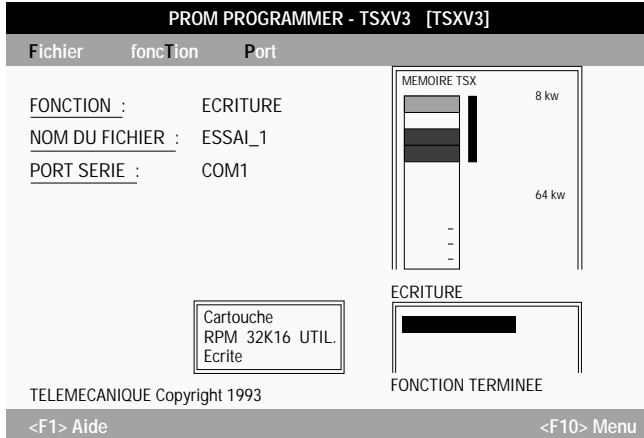 PROM PROGRAMMER - TSXV3 [TSXV3]
Fichier foncTion Port
FONCTION : ECRITURE
NOM DU FICHIER : ESSAI_1
PORT SERIE : COM1
MEMOIRE TSX
8 kw
64 kw
ECRITURE
Cartouche
RPM 32K16 UTIL.
Ecrite
FONCTION TERMINEE
TELEMECANIQUE Copyright 1993
<F1> Aide <F10> Menu